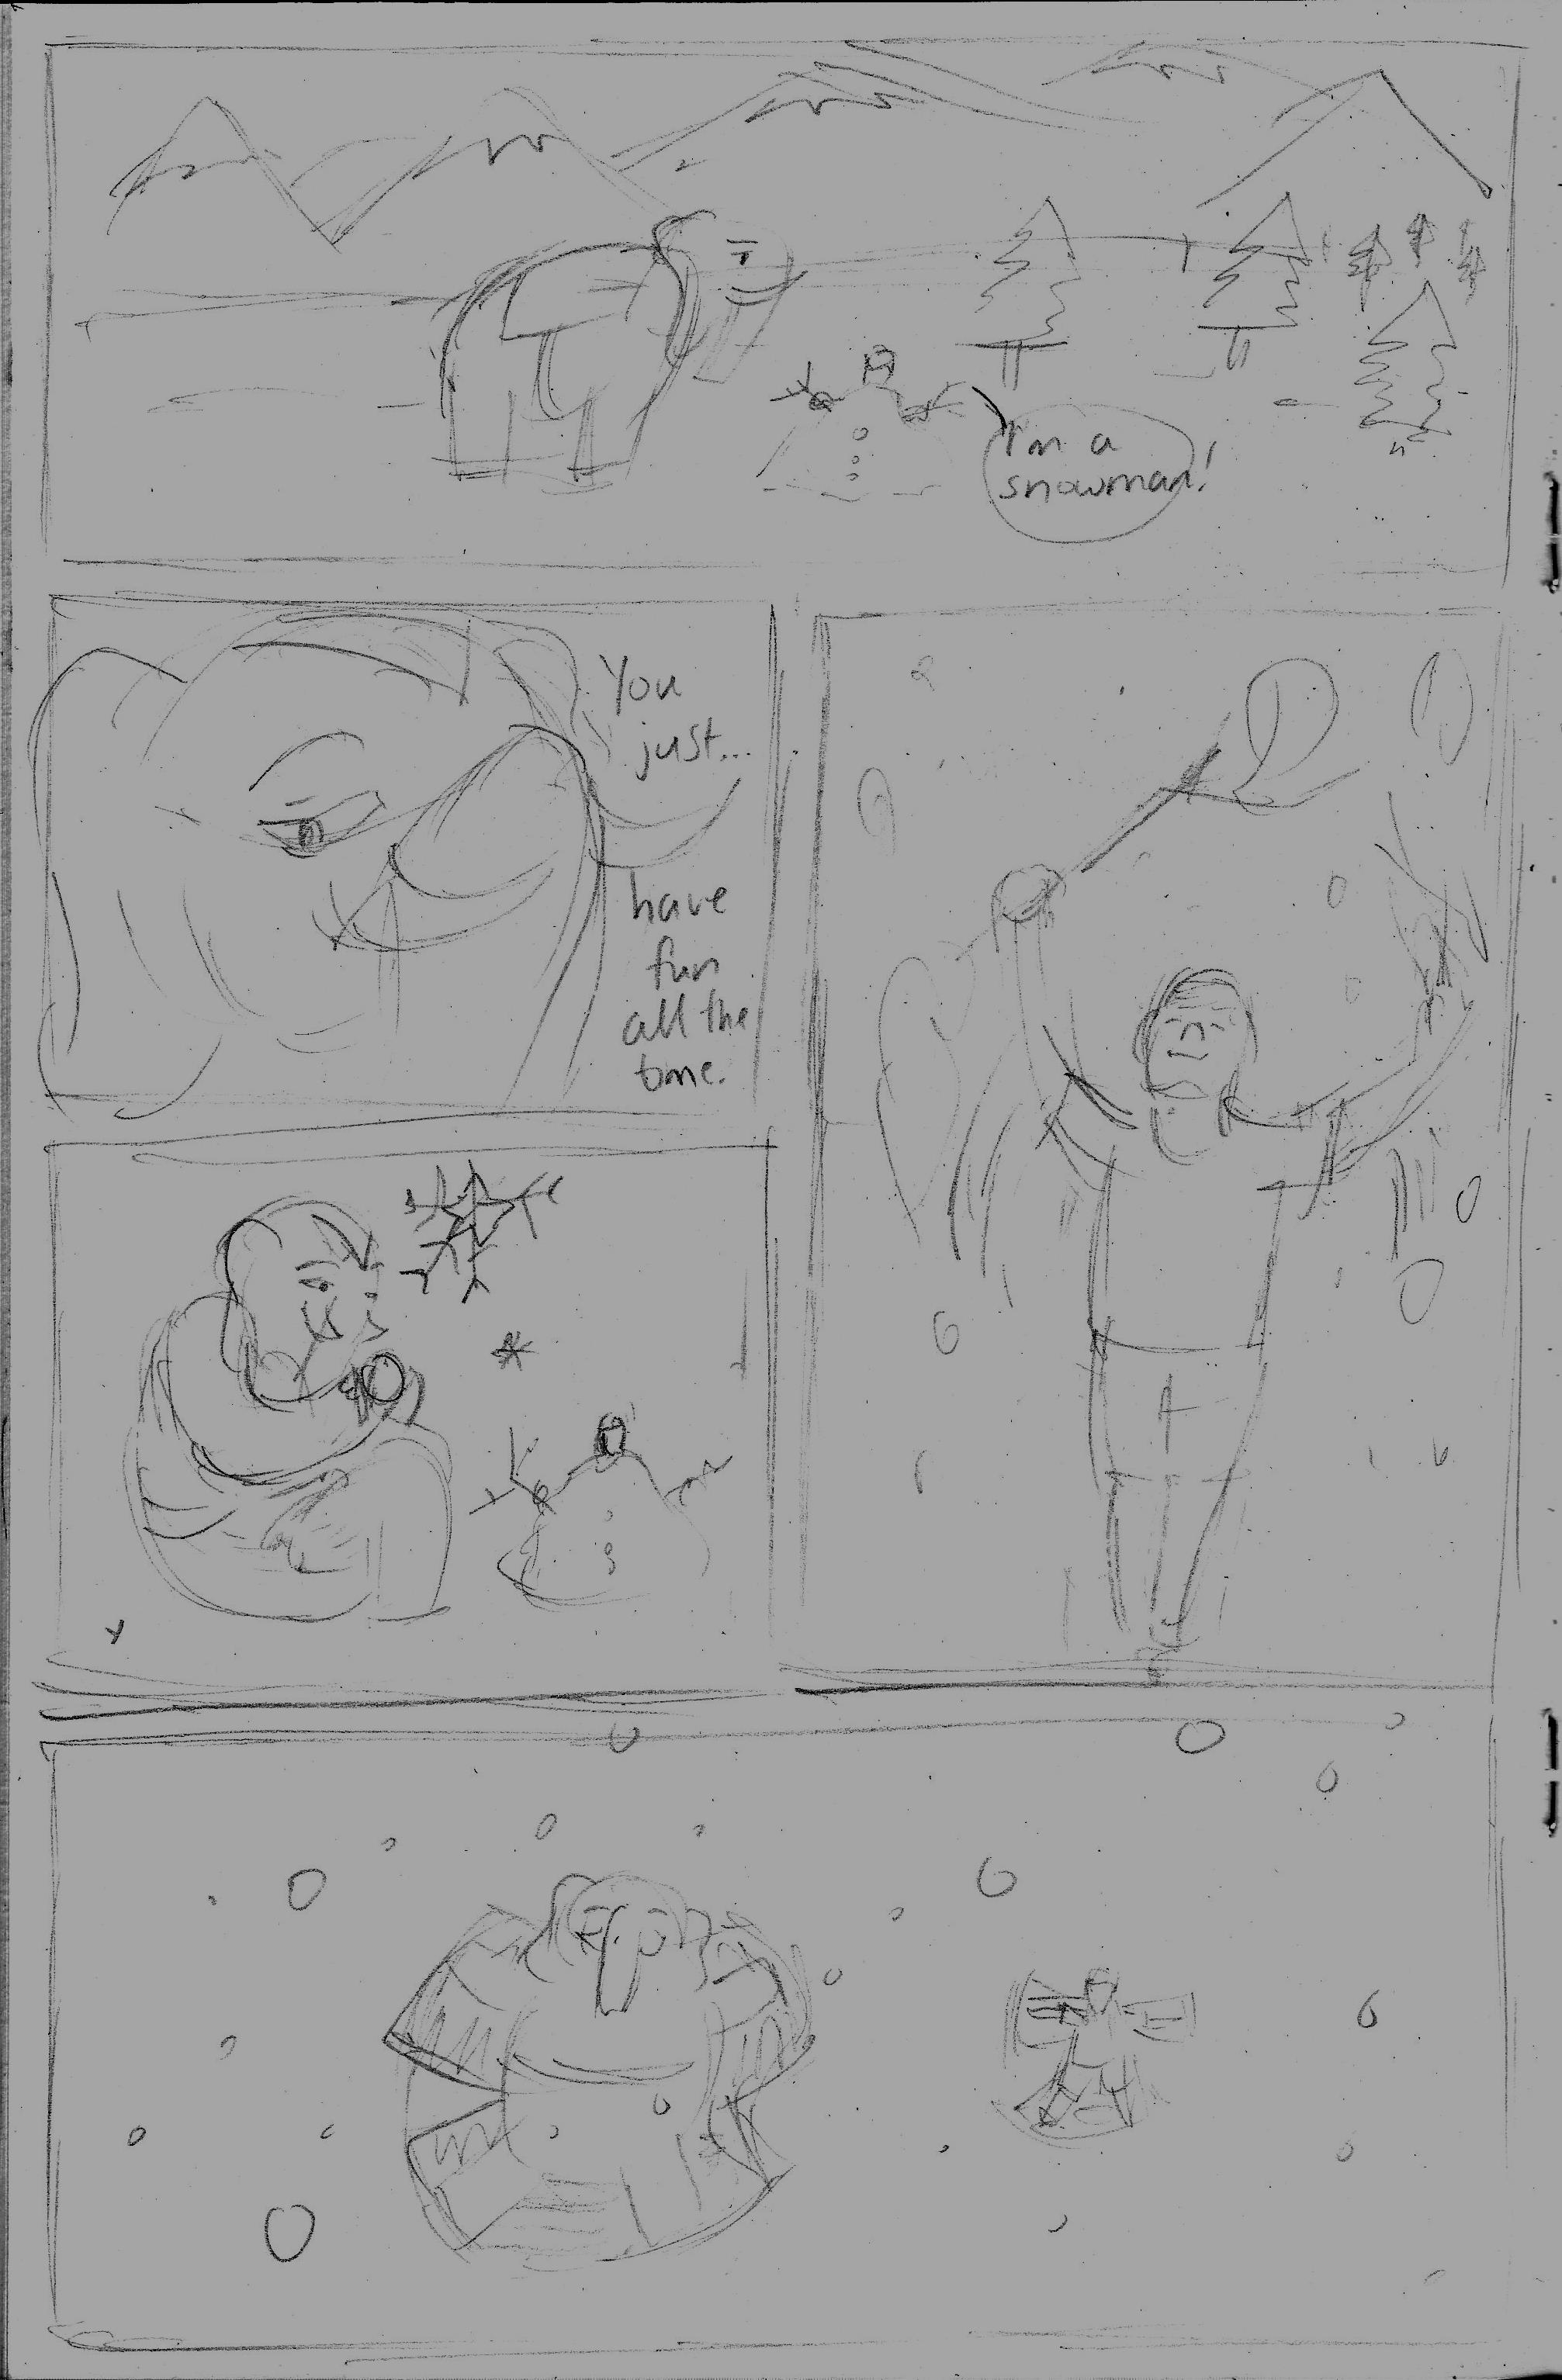 I'm a
snowman!
You
just...
have
fun
all the
time.